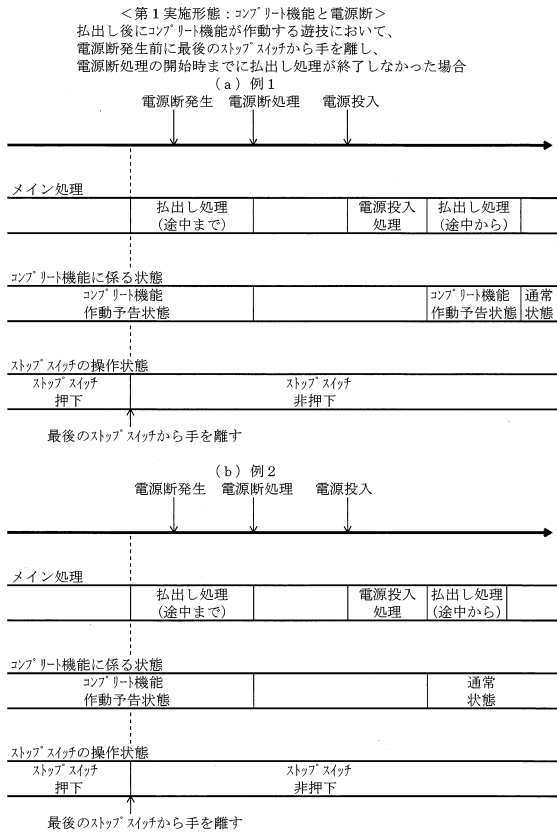 ＜第１実施形態：ｺﾝﾌﾟﾘｰﾄ機能と電源断＞
払出し後にｺﾝﾌﾟﾘｰﾄ機能が作動する遊技において、
電源断発生前に最後のｽﾄｯﾌﾟｽｲｯﾁから手を離し、
電源断処理の開始時までに払出し処理が終了しなかった場合
（ａ）例１
電源断発生 電源断処理 電源投入
メイン処理
払出し処理 電源投入 払出し処理
(途中まで) 処理 (途中から)
ｺﾝﾌﾟﾘｰﾄ機能に係る状態
ｺﾝﾌﾟﾘｰﾄ機能 ｺﾝﾌﾟﾘｰﾄ機能 通常
作動予告状態 作動予告状態 状態
ｽﾄｯﾌﾟｽｲｯﾁの操作状態
ｽﾄｯﾌﾟｽｲｯﾁ ｽﾄｯﾌﾟｽｲｯﾁ
押下 非押下
最後のｽﾄｯﾌﾟｽｲｯﾁから手を離す
（ｂ）例２
電源断発生 電源断処理 電源投入
メイン処理
払出し処理 電源投入 払出し処理
(途中まで) 処理 (途中から)
ｺﾝﾌﾟﾘｰﾄ機能に係る状態
ｺﾝﾌﾟﾘｰﾄ機能 通常
作動予告状態 状態
ｽﾄｯﾌﾟｽｲｯﾁの操作状態
ｽﾄｯﾌﾟｽｲｯﾁ ｽﾄｯﾌﾟｽｲｯﾁ
押下 非押下
最後のｽﾄｯﾌﾟｽｲｯﾁから手を離す